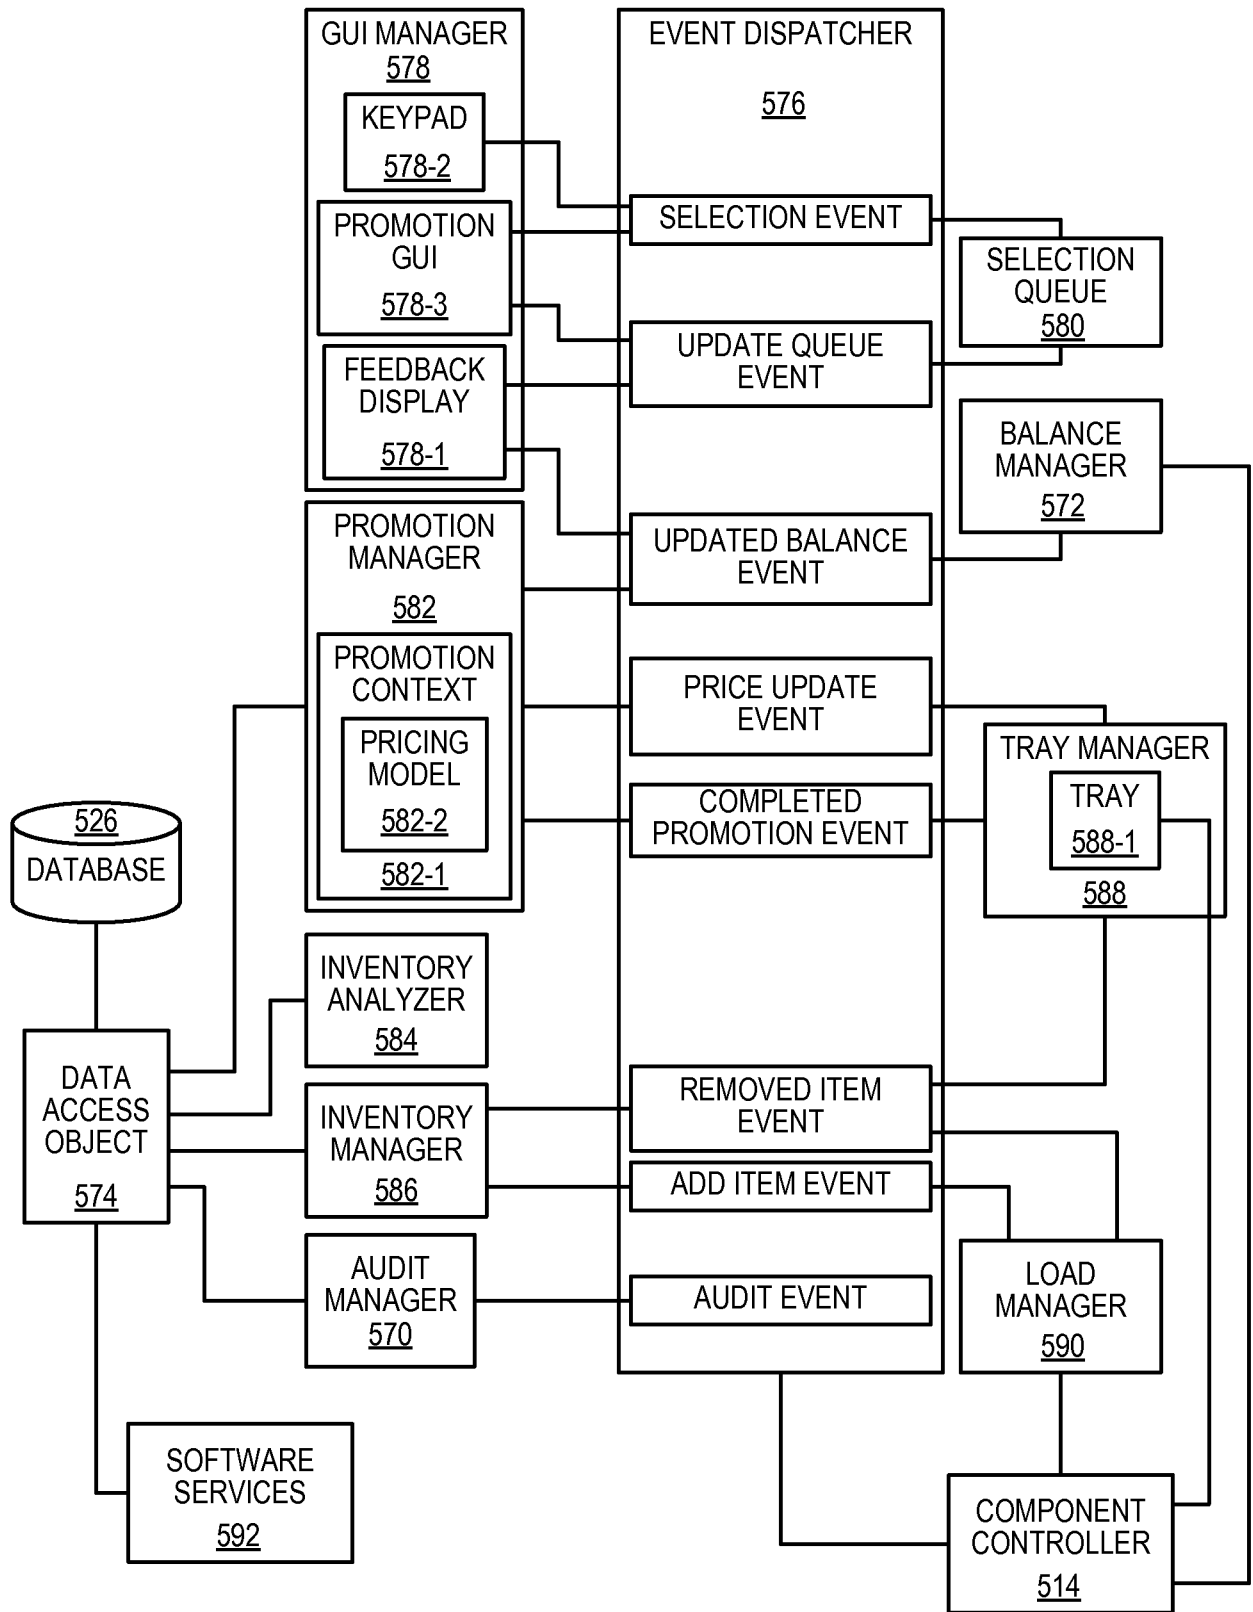 GUI MANAGER
578
KEYPAD
578-2
PROMOTION
GUI
578-3
FEEDBACK
DISPLAY
578-1
EVENT DISPATCHER
576
SELECTION EVENT
UPDATE QUEUE
EVENT
UPDATED BALANCE
EVENT
PRICE UPDATE
EVENT
COMPLETED
PROMOTION EVENT
REMOVED ITEM
EVENT
ADD ITEM EVENT
AUDIT EVENT
SELECTION
QUEUE
580
BALANCE
MANAGER
572
PROMOTION
MANAGER
582
PROMOTION
CONTEXT
PRICING
MODEL
582-2
582-1
TRAY MANAGER
TRAY
588-1
588
526
DATABASE
INVENTORY
ANALYZER
584
DATA
ACCESS
OBJECT
574
INVENTORY
MANAGER
586
AUDIT
MANAGER
570
LOAD
MANAGER
590
SOFTWARE
SERVICES
592
COMPONENT
CONTROLLER
514